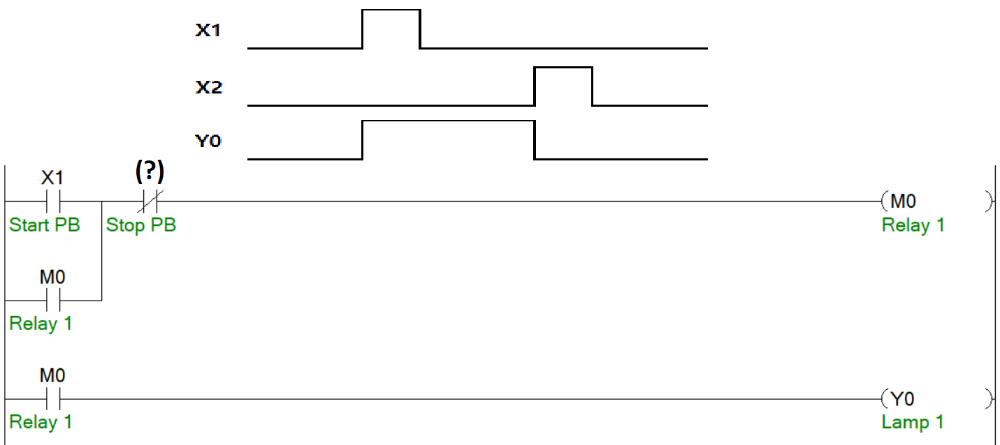 X1
X2
Y0
X1 (?)
Start PB Stop PB
(M0 )
Relay 1
M0
Relay 1
M0
(Y0 )
Relay 1
Lamp 1